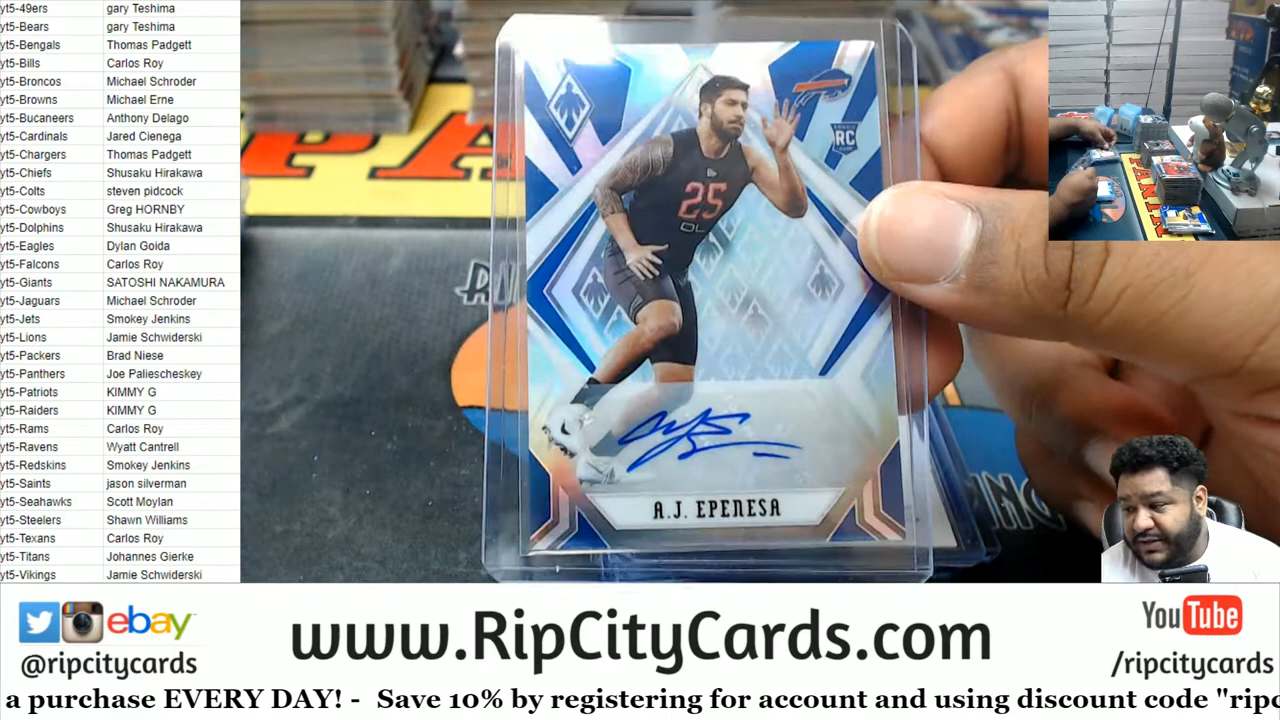 yt5-49ers gary Teshima
yt5-Bears gary Teshima
yt5-Bengals Thomas Padgett
yt5-Bills Carlos Roy
yt5-Broncos Michael Schroder
yt5-Browns Michael Erne
yt5-Bucaneers Anthony Delago
yt5-Cardinals Jared Cienega
yt5-Chargers Thomas Padgett
yt5-Chiefs Shusaku Hirakawa
yt5-Colts steven pidcock
yt5-Cowboys Greg HORNBY
yt5-Dolphins Shusaku Hirakawa
yt5-Eagles Dylan Goida
yt5-Falcons Carlos Roy
yt5-Giants SATOSHI NAKAMURA
yt5-Jaguars Michael Schroder
yt5-Jets Smokey Jenkins
yt5-Lions Jamie Schwiderski
yt5-Packers Brad Niese
yt5-Panthers Joe Paliescheskey
yt5-Patriots KIMMY G
yt5-Raiders KIMMY G
yt5-Rams Carlos Roy
yt5-Ravens Wyatt Cantrell
yt5-Redskins Smokey Jenkins
yt5-Saints jason silverman
yt5-Seahawks Scott Moylan
yt5-Steelers Shawn Williams
yt5-Texans Carlos Roy
yt5-Titans Johannes Gierke
yt5-Vikings Jamie Schwiderski
RC
25
OL
A.J. EPENESA
PANINI
ebay
@ripcitycards
www.RipCityCards.com
YouTube
/ripcitycards
a purchase EVERY DAY! - Save 10% by registering for account and using discount code "ripc